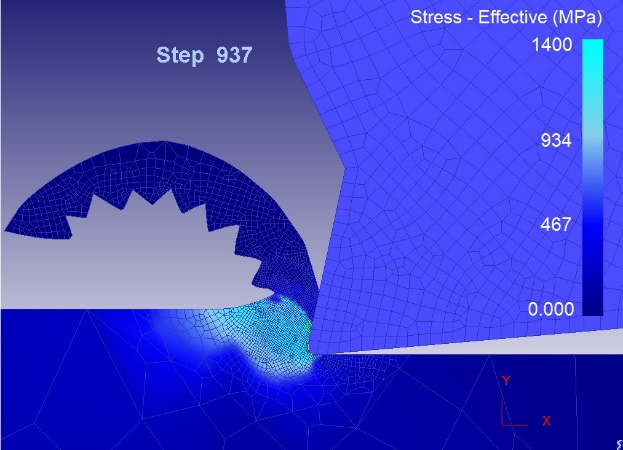 Stress - Effective (MPa)
1400
Step 937
934
467
0.000
Y
X